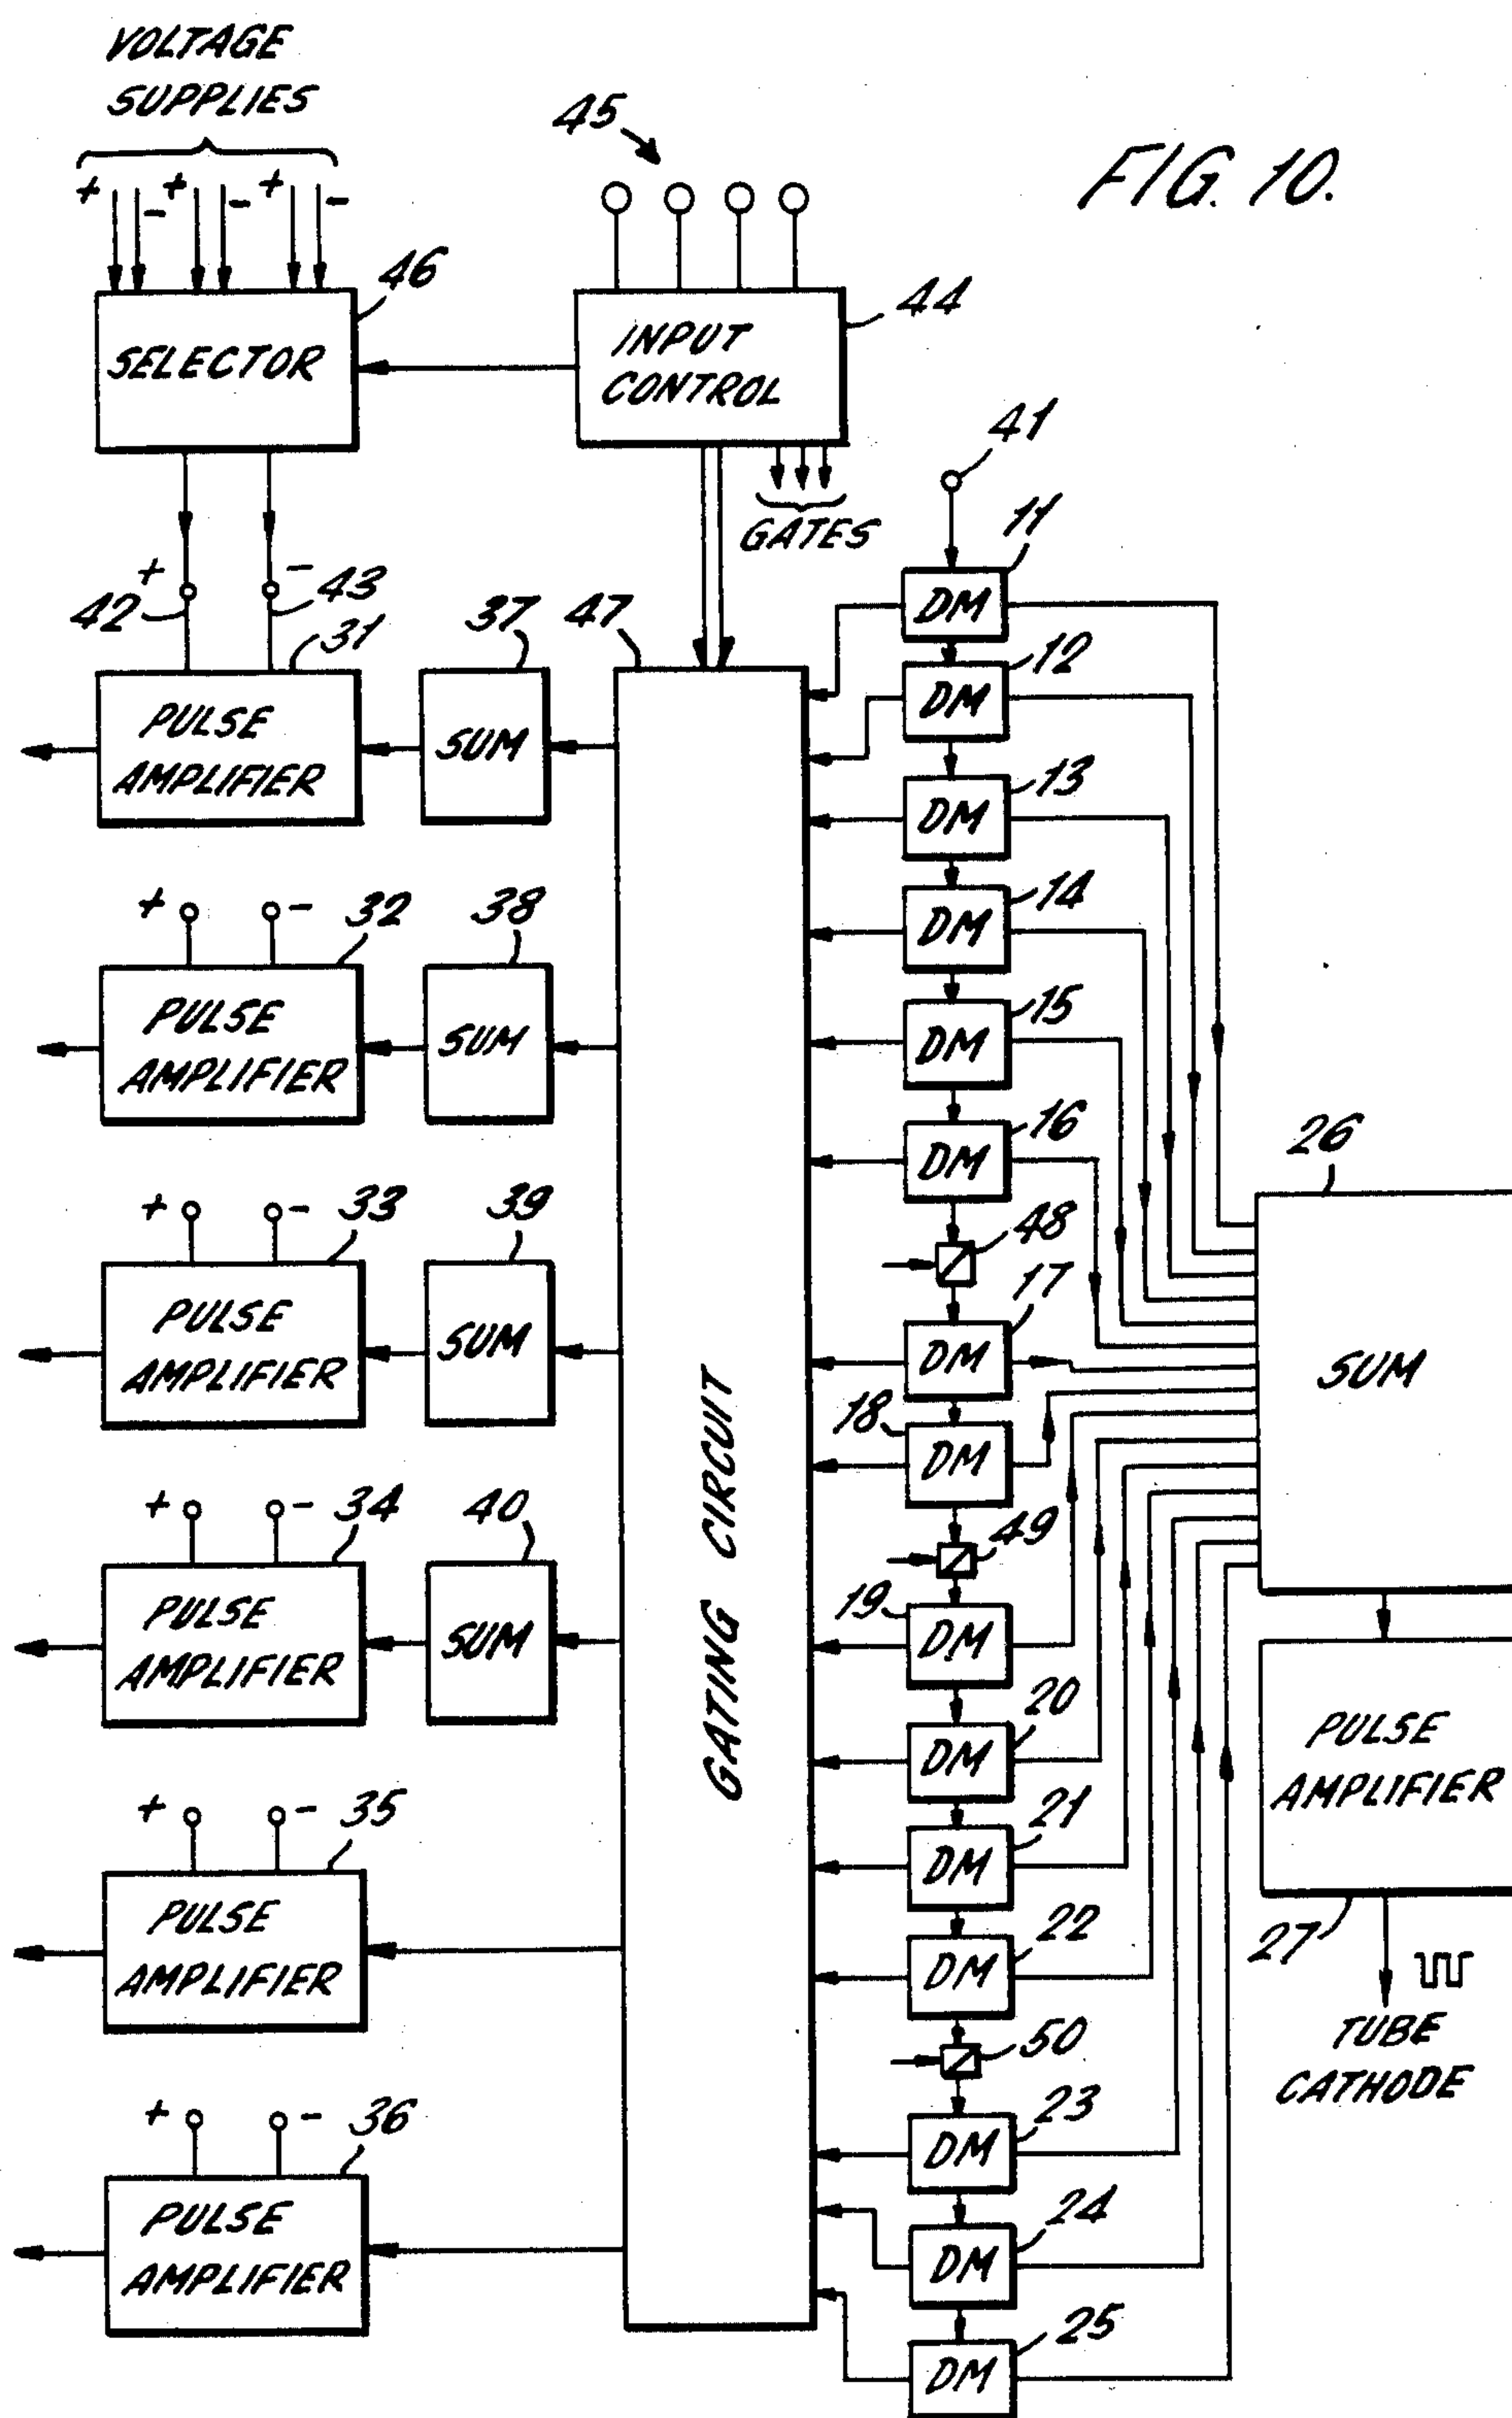 VOLTAGE
SUPPLIES
+ - + - + -
45
FIG. 10.
46
SELECTOR
44
INPUT
CONTROL
GATES
41
+ -
42
43
31
PULSE
AMPLIFIER
37
SUM
47
GATING CIRCUIT
11
DM
12
DM
13
DM
14
DM
15
DM
16
DM
48
17
DM
18
DM
49
19
DM
20
DM
21
DM
22
DM
50
23
DM
24
DM
25
DM
+ -
32
PULSE
AMPLIFIER
38
SUM
+ -
33
PULSE
AMPLIFIER
39
SUM
+ -
34
PULSE
AMPLIFIER
40
SUM
+ -
35
PULSE
AMPLIFIER
+ -
36
PULSE
AMPLIFIER
26
SUM
PULSE
AMPLIFIER
27
TUBE
CATHODE